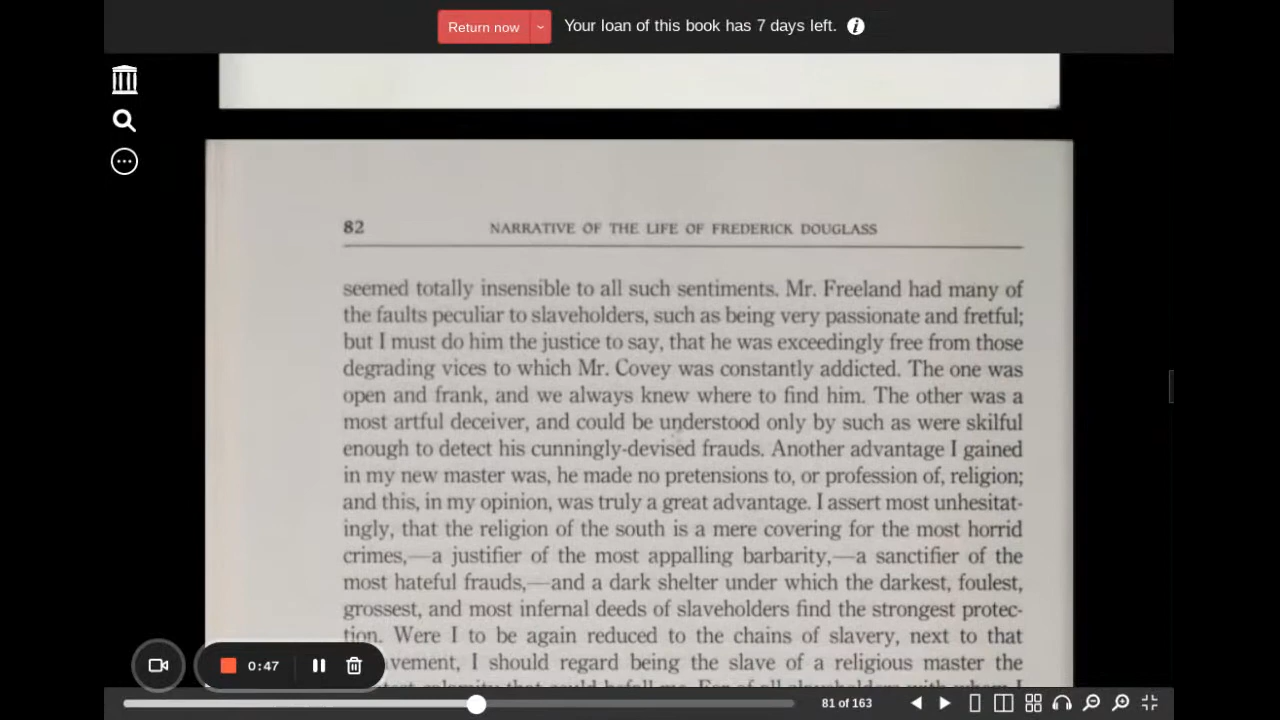 Return now
Your loan of this book has 7 days left.
82 NARRATIVE OF THE LIFE OF FREDERICK DOUGLASS
seemed totally insensible to all such sentiments. Mr. Freeland had many of
the faults peculiar to slaveholders, such as being very passionate and fretful;
but I must do him the justice to say, that he was exceedingly free from those
degrading vices to which Mr. Covey was constantly addicted. The one was
open and frank, and we always knew where to find him. The other was a
most artful deceiver, and could be understood only by such as were skilful
enough to detect his cunningly-devised frauds. Another advantage I gained
in my new master was, he made no pretensions to, or profession of, religion;
and this, in my opinion, was truly a great advantage. I assert most unhesitat-
ingly, that the religion of the south is a mere covering for the most horrid
crimes,—a justifier of the most appalling barbarity,—a sanctifier of the
most hateful frauds,—and a dark shelter under which the darkest, foulest,
grossest, and most infernal deeds of slaveholders find the strongest protec-
tion. Were I to be again reduced to the chains of slavery, next to that
I should regard being the slave of a religious master the
0:47
81 of 163